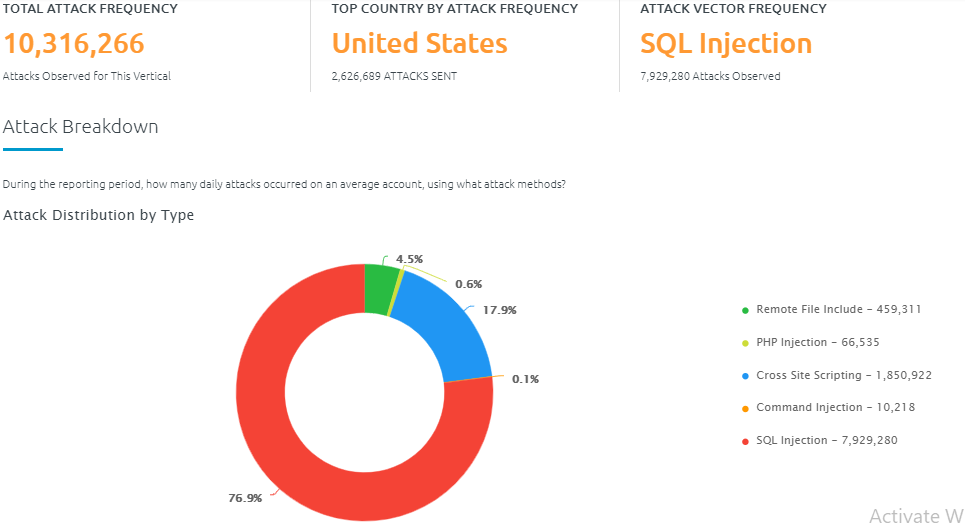 TOTAL ATTACK FREQUENCY
10,316,266
Attacks Observed for This Vertical
TOP COUNTRY BY ATTACK FREQUENCY
United States
2,626,689 ATTACKS SENT
ATTACK VECTOR FREQUENCY
SQL Injection
7,929,280 Attacks Observed
Attack Breakdown
During the reporting period, how many daily attacks occurred on an average account, using what attack methods?
Attack Distribution by Type
4.5%
0.6%
17.9%
0.1%
76.9%
Remote File Include - 459,311
PHP Injection - 66,535
Cross Site Scripting - 1,850,922
Command Injection - 10,218
SQL Injection - 7,929,280
Activate W